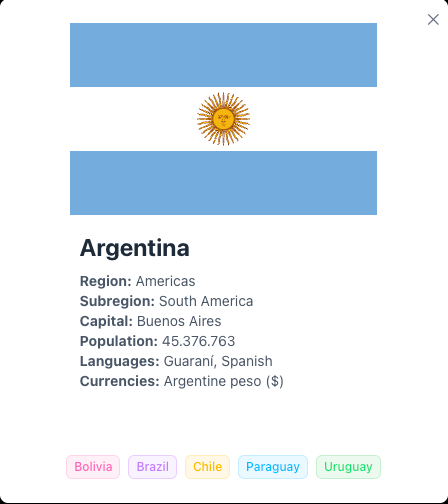 Argentina
Region: Americas
Subregion: South America
Capital: Buenos Aires
Population: 45.376.763
Languages: Guaraní, Spanish
Currencies: Argentine peso ($)
Bolivia Brazil Chile Paraguay Uruguay